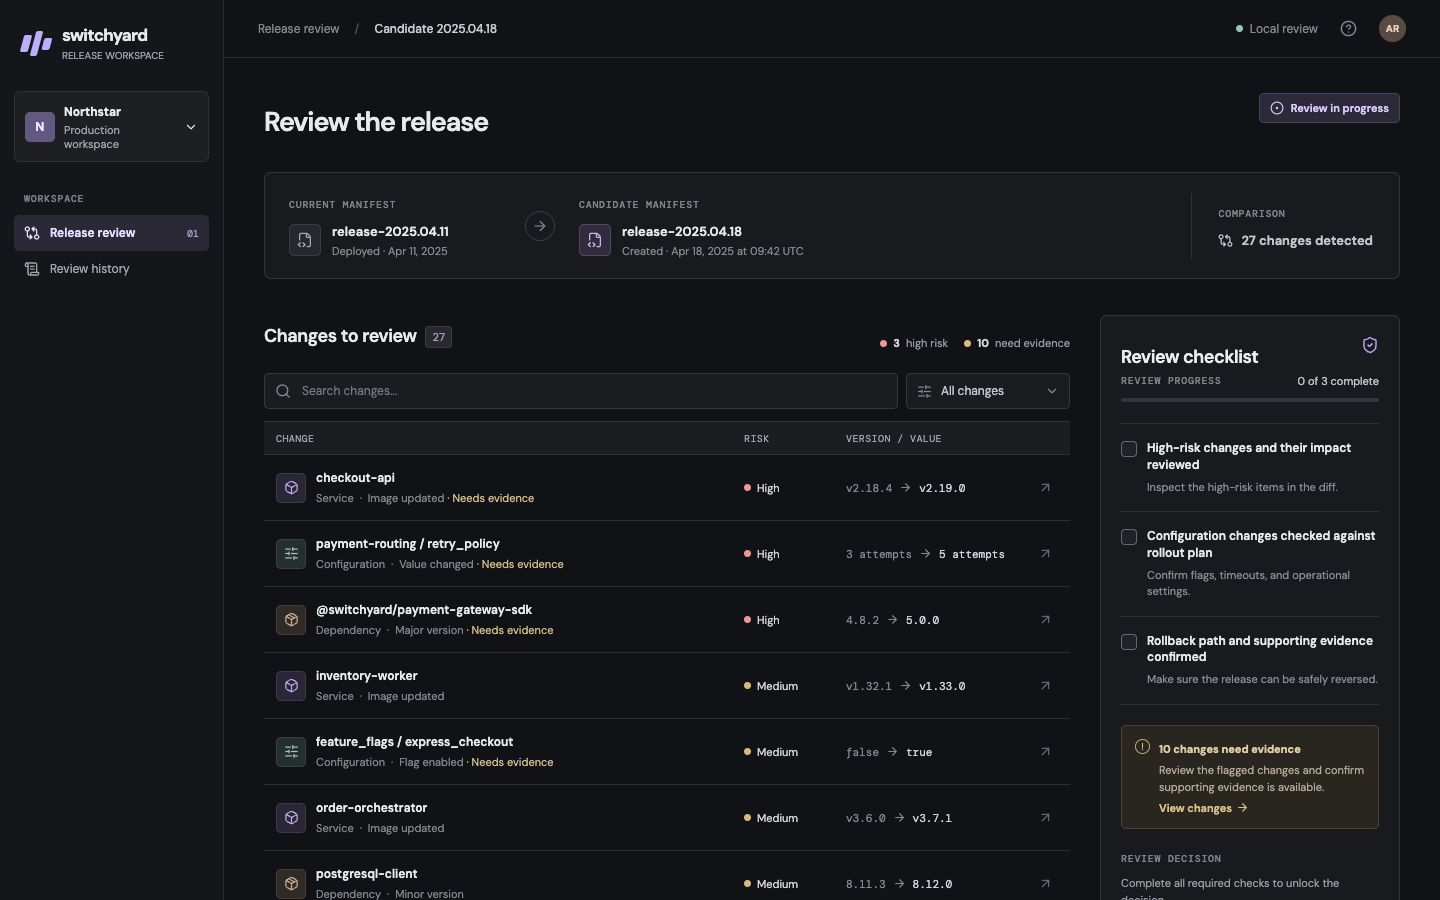 switchyard
RELEASE WORKSPACE
N
Northstar
Production
workspace
WORKSPACE
Release review 01
Review history
Release review / Candidate 2025.04.18
Local review
AR
Review the release
Review in progress
CURRENT MANIFEST
release-2025.04.11
Deployed · Apr 11, 2025
CANDIDATE MANIFEST
release-2025.04.18
Created · Apr 18, 2025 at 09:42 UTC
COMPARISON
27 changes detected
Changes to review 27
3 high risk 10 need evidence
Search changes...
All changes
CHANGE RISK VERSION / VALUE
checkout-api
Service · Image updated · Needs evidence
High
v2.18.4 → v2.19.0
payment-routing / retry_policy
Configuration · Value changed · Needs evidence
High
3 attempts → 5 attempts
@switchyard/payment-gateway-sdk
Dependency · Major version · Needs evidence
High
4.8.2 → 5.0.0
inventory-worker
Service · Image updated
Medium
v1.32.1 → v1.33.0
feature_flags / express_checkout
Configuration · Flag enabled · Needs evidence
Medium
false → true
order-orchestrator
Service · Image updated
Medium
v3.6.0 → v3.7.1
postgresql-client
Dependency · Minor version
Medium
8.11.3 → 8.12.0
Review checklist
REVIEW PROGRESS 0 of 3 complete
High-risk changes and their impact
reviewed
Inspect the high-risk items in the diff.
Configuration changes checked against
rollout plan
Confirm flags, timeouts, and operational
settings.
Rollback path and supporting evidence
confirmed
Make sure the release can be safely reversed.
10 changes need evidence
Review the flagged changes and confirm
supporting evidence is available.
View changes →
REVIEW DECISION
Complete all required checks to unlock the
decision.